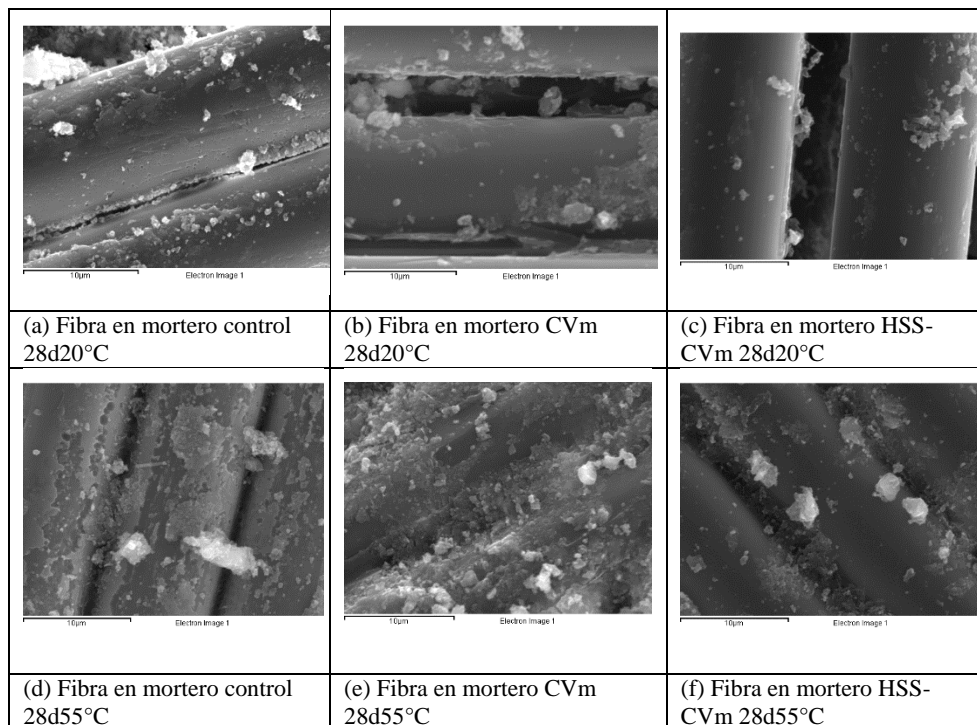 10µm Electron Image 1
10µm Electron Image 1
10µm Electron Image 1
(a) Fibra en mortero control
28d20°C
(b) Fibra en mortero CVm
28d20°C
(c) Fibra en mortero HSS-
CVm 28d20°C
10µm Electron Image 1
10µm Electron Image 1
10µm Electron Image 1
(d) Fibra en mortero control
28d55°C
(e) Fibra en mortero CVm
28d55°C
(f) Fibra en mortero HSS-
CVm 28d55°C